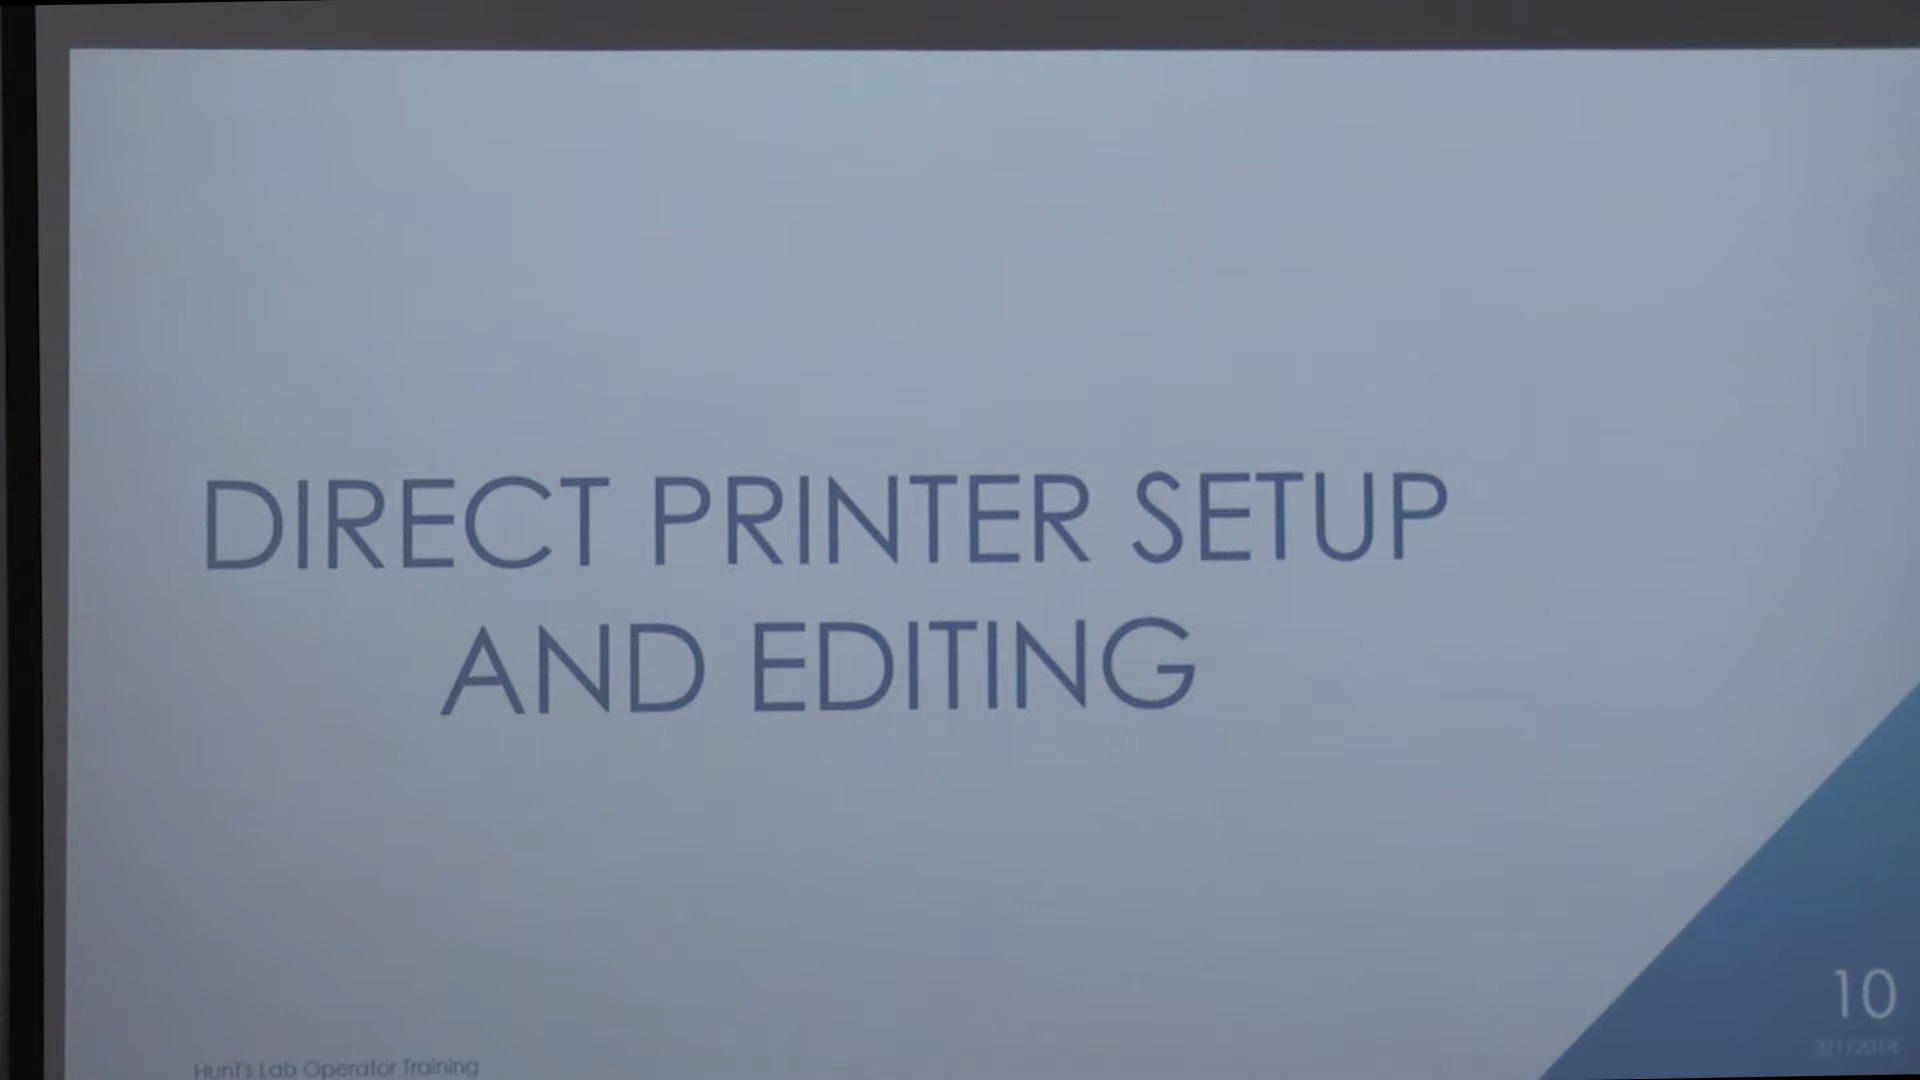 DIRECT PRINTER SETUP
AND EDITING
10
Hunt's Lab Operator Training